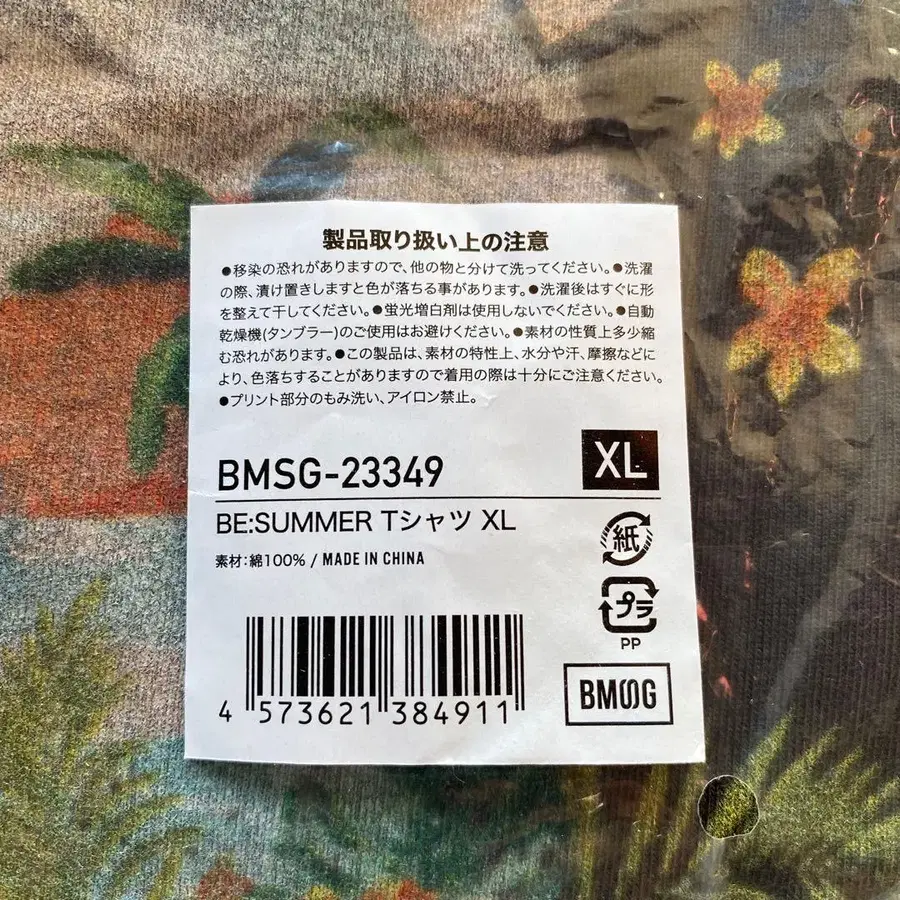 製品取り扱い上の注意
●移染の恐れがありますので、他の物と分けて洗ってください。●洗濯
の際、漬け置きしますと色が落ちる事があります。●洗濯後はすぐに形
を整えて干してください。●蛍光増白剤は使用しないでください。●自動
乾燥機(タンブラー)のご使用はお避けください。●素材の性質上多少縮
む恐れがあります。●この製品は、素材の特性上、水分や汗、摩擦などに
より、色落ちすることがありますので着用の際は十分にご注意ください。
●プリント部分のもみ洗い、アイロン禁止。
BMSG-23349
XL
BE:SUMMER Tシャツ XL
素材:綿100% / MADE IN CHINA
紙
プラ
PP
4 573621 384911
BMSG